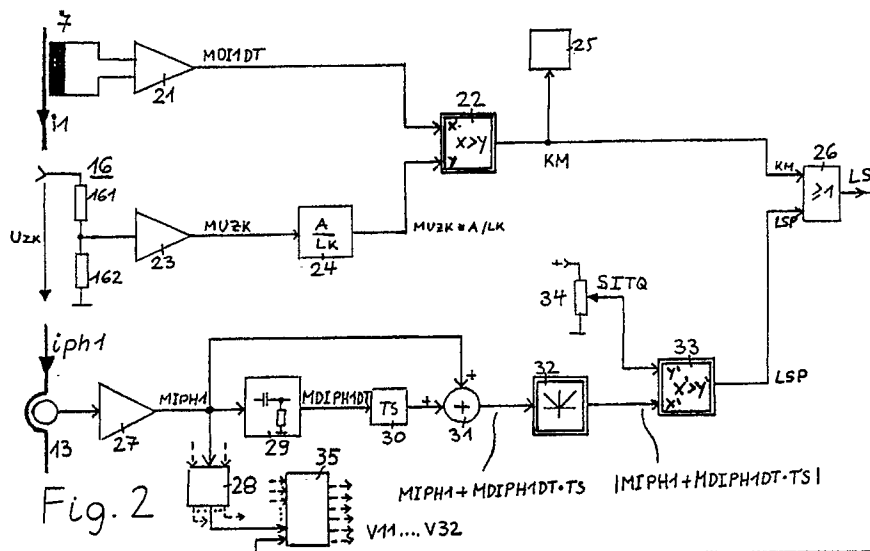 7
21
MDI1DT
i1
22
X
X>Y
Y
KM
25
KM
26
≥1
LS
LSP
16
161
162
UZK
23
MUZK
A
LK
24
MUZK * A/LK
34
+
SITQ
33
Y'
X'>Y'
X'
LSP
iph1
13
27
MIPH1
29
MDIPH1DT
TS
30
+
+
+
31
32
MIPH1+MDIPH1DT·TS
|MIPH1+MDIPH1DT·TS|
28
35
V11....V32
Fig. 2